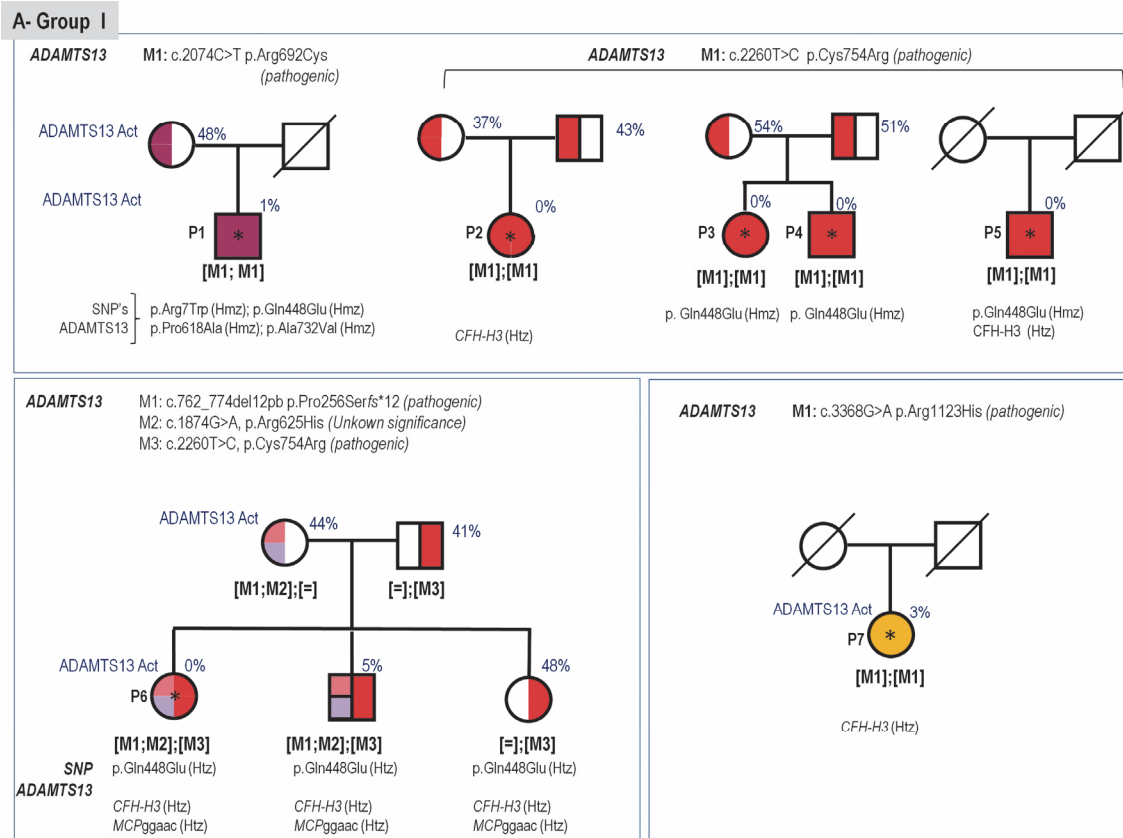 A- Group I
ADAMTS13 M1: c.2074C>T p.Arg692Cys
(pathogenic)
ADAMTS13 M1: c.2260T>C p.Cys754Arg (pathogenic)
ADAMTS13 Act 48% 37% 43% 54% 51%
ADAMTS13 Act 1% 0% 0% 0% 0%
P1 * P2 * P3 * P4 * P5 *
[M1; M1] [M1];[M1] [M1];[M1] [M1];[M1] [M1];[M1]
SNP's p.Arg7Trp (Hmz); p.Gln448Glu (Hmz)
ADAMTS13 p.Pro618Ala (Hmz); p.Ala732Val (Hmz)
CFH-H3 (Htz)
p. Gln448Glu (Hmz) p. Gln448Glu (Hmz) p.Gln448Glu (Hmz)
CFH-H3 (Htz)
ADAMTS13 M1: c.762_774del12pb p.Pro256Serfs*12 (pathogenic)
M2: c.1874G>A, p.Arg625His (Unkown significance)
M3: c.2260T>C, p.Cys754Arg (pathogenic)
ADAMTS13 Act 44% 41%
[M1;M2];[=] [=];[M3]
ADAMTS13 Act 0% 5% 48%
P6 *
[M1;M2];[M3] [M1;M2];[M3] [=];[M3]
SNP p.Gln448Glu (Htz) p.Gln448Glu (Htz) p.Gln448Glu (Htz)
ADAMTS13
CFH-H3 (Htz) CFH-H3 (Htz) CFH-H3 (Htz)
MCPggaac (Htz) MCPggaac (Htz) MCPggaac (Htz)
ADAMTS13 M1: c.3368G>A p.Arg1123His (pathogenic)
ADAMTS13 Act 3%
P7 *
[M1];[M1]
CFH-H3 (Htz)